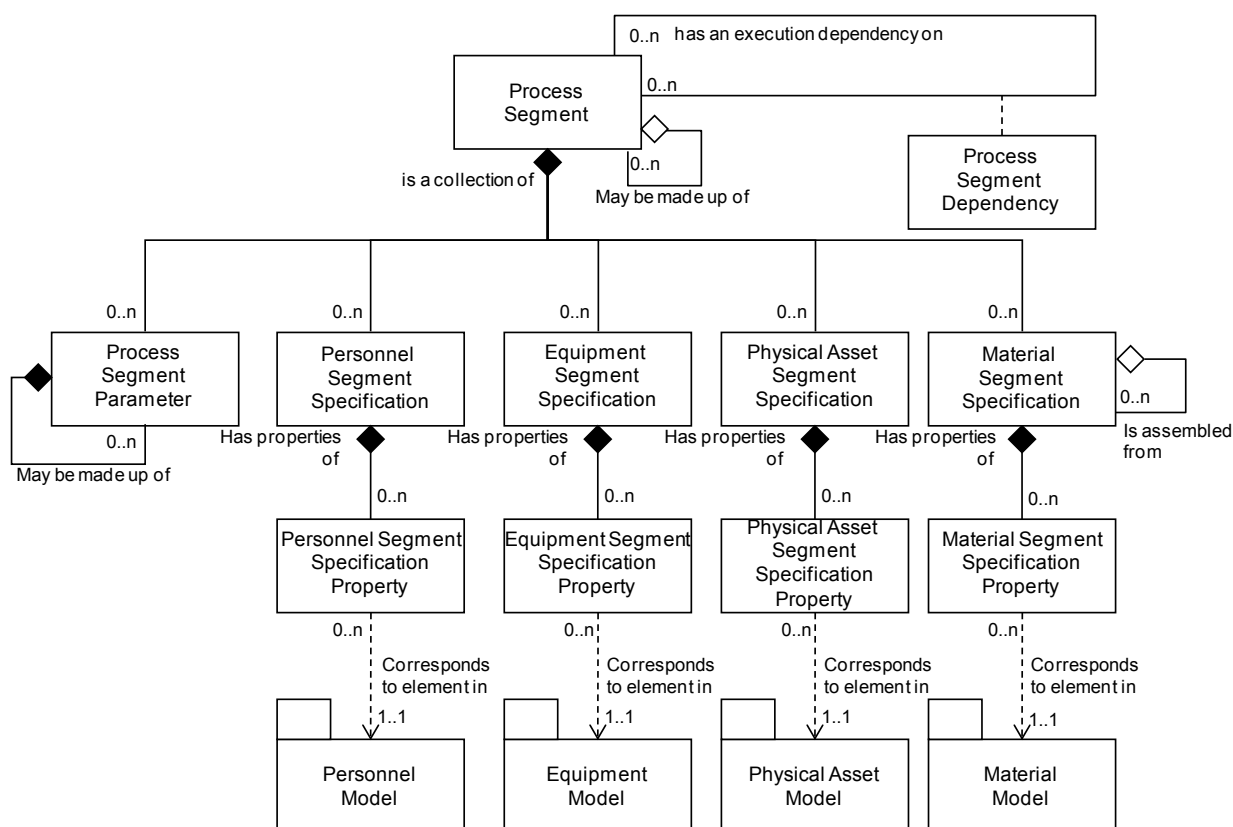 0..n has an execution dependency on
Process
Segment
0..n
0..n
May be made up of
is a collection of
Process
Segment
Dependency
0..n
0..n
0..n
0..n
0..n
Process
Segment
Parameter
0..n
May be made up of
Personnel
Segment
Specification
Equipment
Segment
Specification
Physical Asset
Segment
Specification
Material
Segment
Specification
0..n
Is assembled
from
Has properties
of
Has properties
of
Has properties
of
Has properties
of
0..n
0..n
0..n
0..n
Personnel Segment
Specification
Property
Equipment Segment
Specification
Property
Physical Asset
Segment
Specification
Property
Material Segment
Specification
Property
0..n
0..n
0..n
0..n
Corresponds
to element in
Corresponds
to element in
Corresponds
to element in
Corresponds
to element in
1..1
1..1
1..1
1..1
Personnel
Model
Equipment
Model
Physical Asset
Model
Material
Model